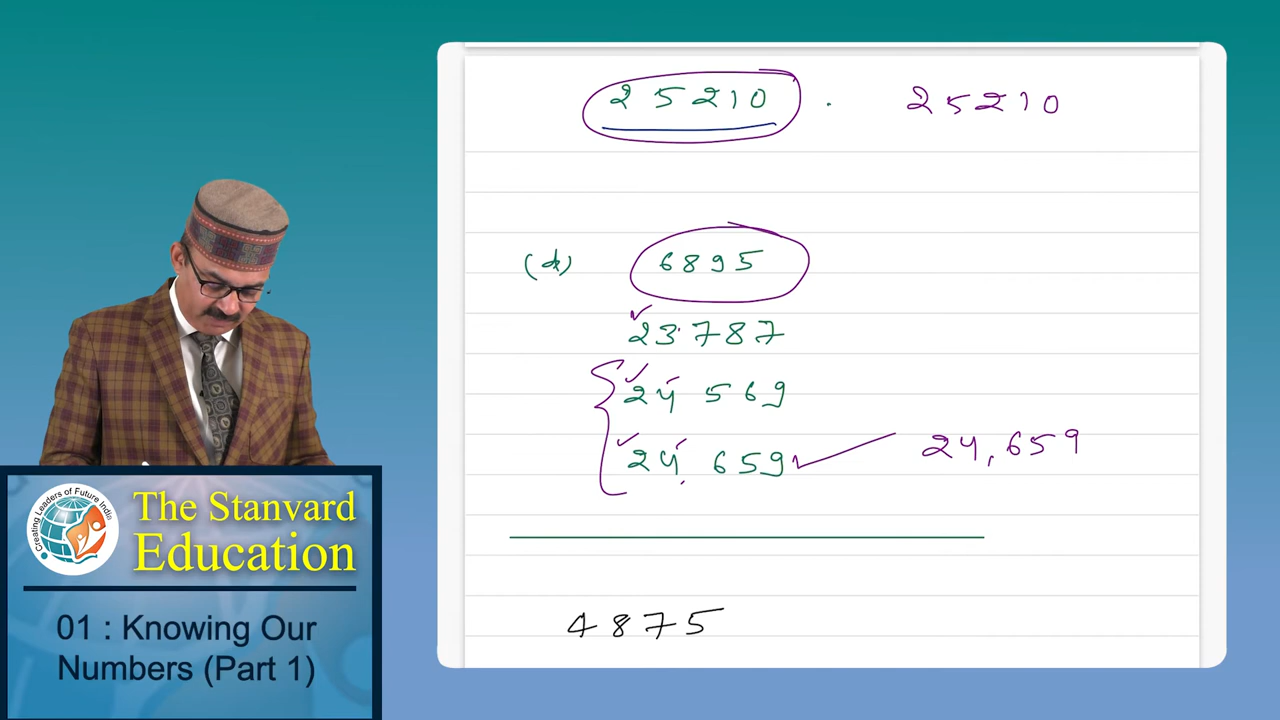 25210 . 25210
(d) 6895
23787
24 569
24 659 24,659
4875
Creating Leaders of Future India
The Stanvard
Education
01 : Knowing Our
Numbers (Part 1)